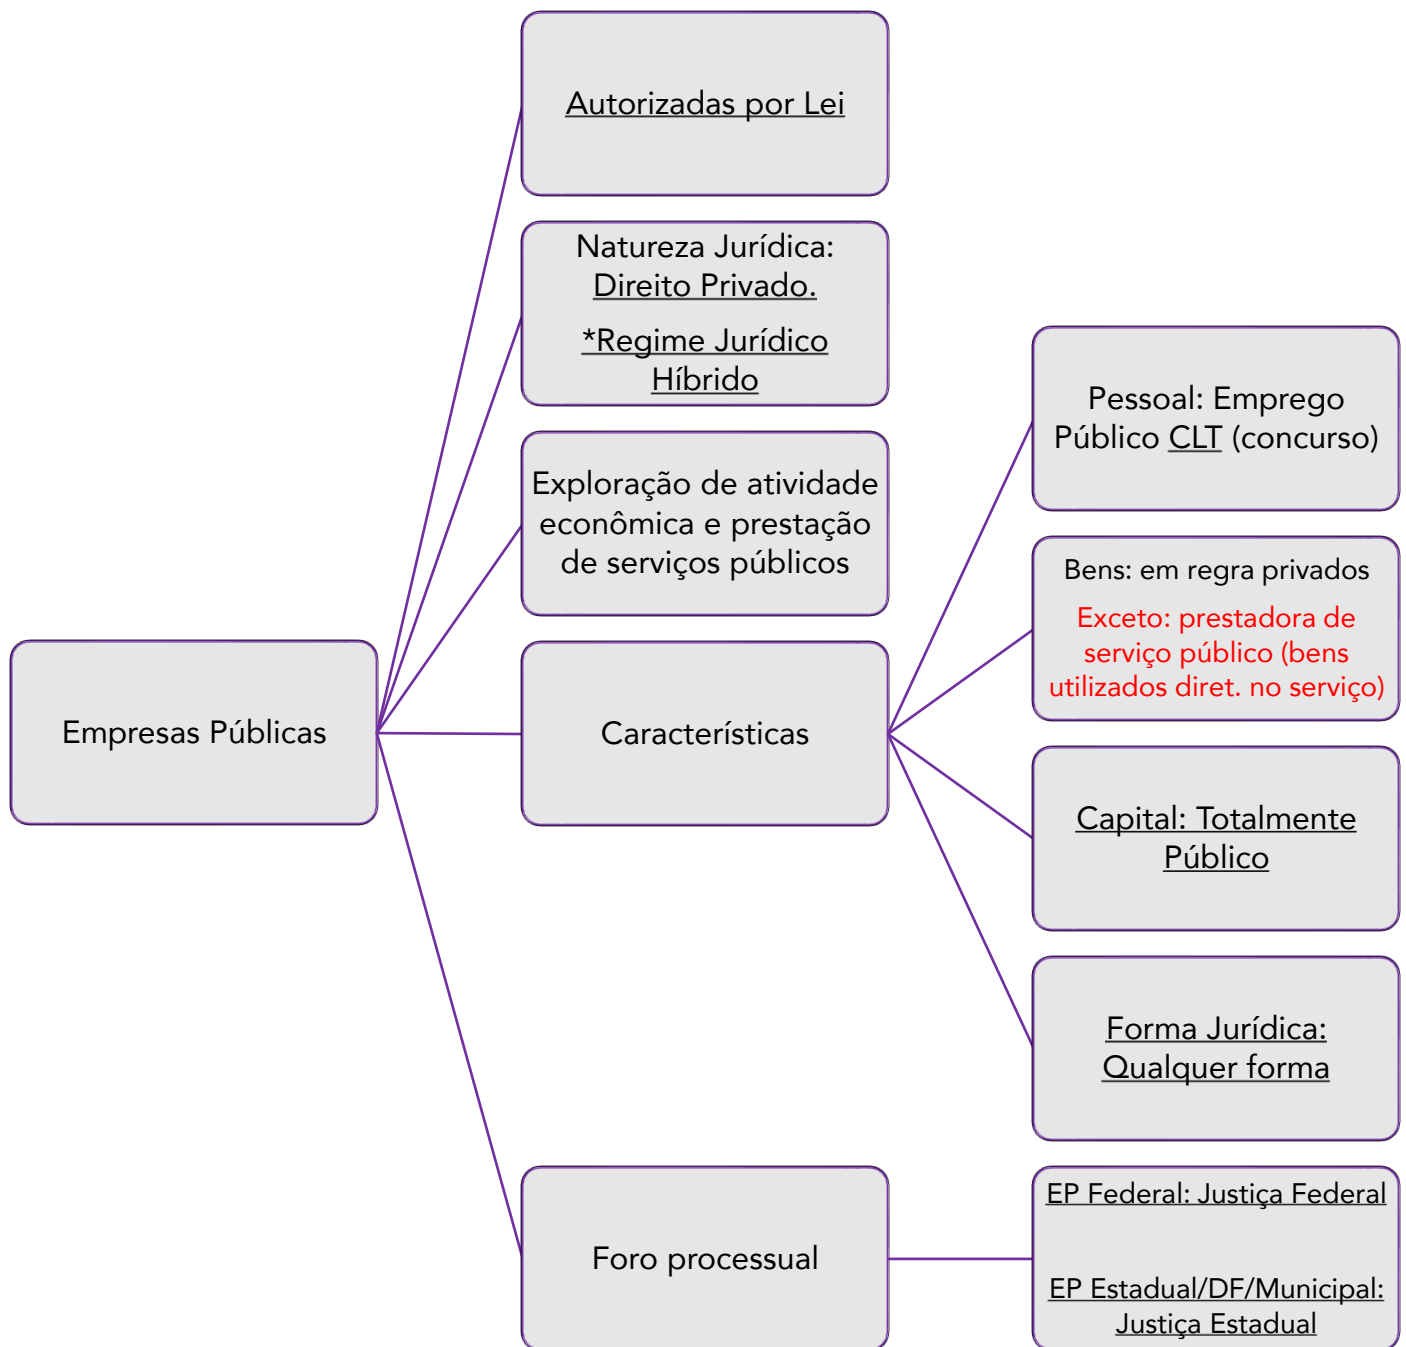 Autorizadas por Lei
Natureza Jurídica:
Direito Privado.
*Regime Jurídico
Híbrido
Exploração de atividade
econômica e prestação
de serviços públicos
Empresas Públicas
Características
Pessoal: Emprego
Público CLT (concurso)
Bens: em regra privados
Exceto: prestadora de
serviço público (bens
utilizados diret. no serviço)
Capital: Totalmente
Público
Forma Jurídica:
Qualquer forma
Foro processual
EP Federal: Justiça Federal
EP Estadual/DF/Municipal:
Justiça Estadual